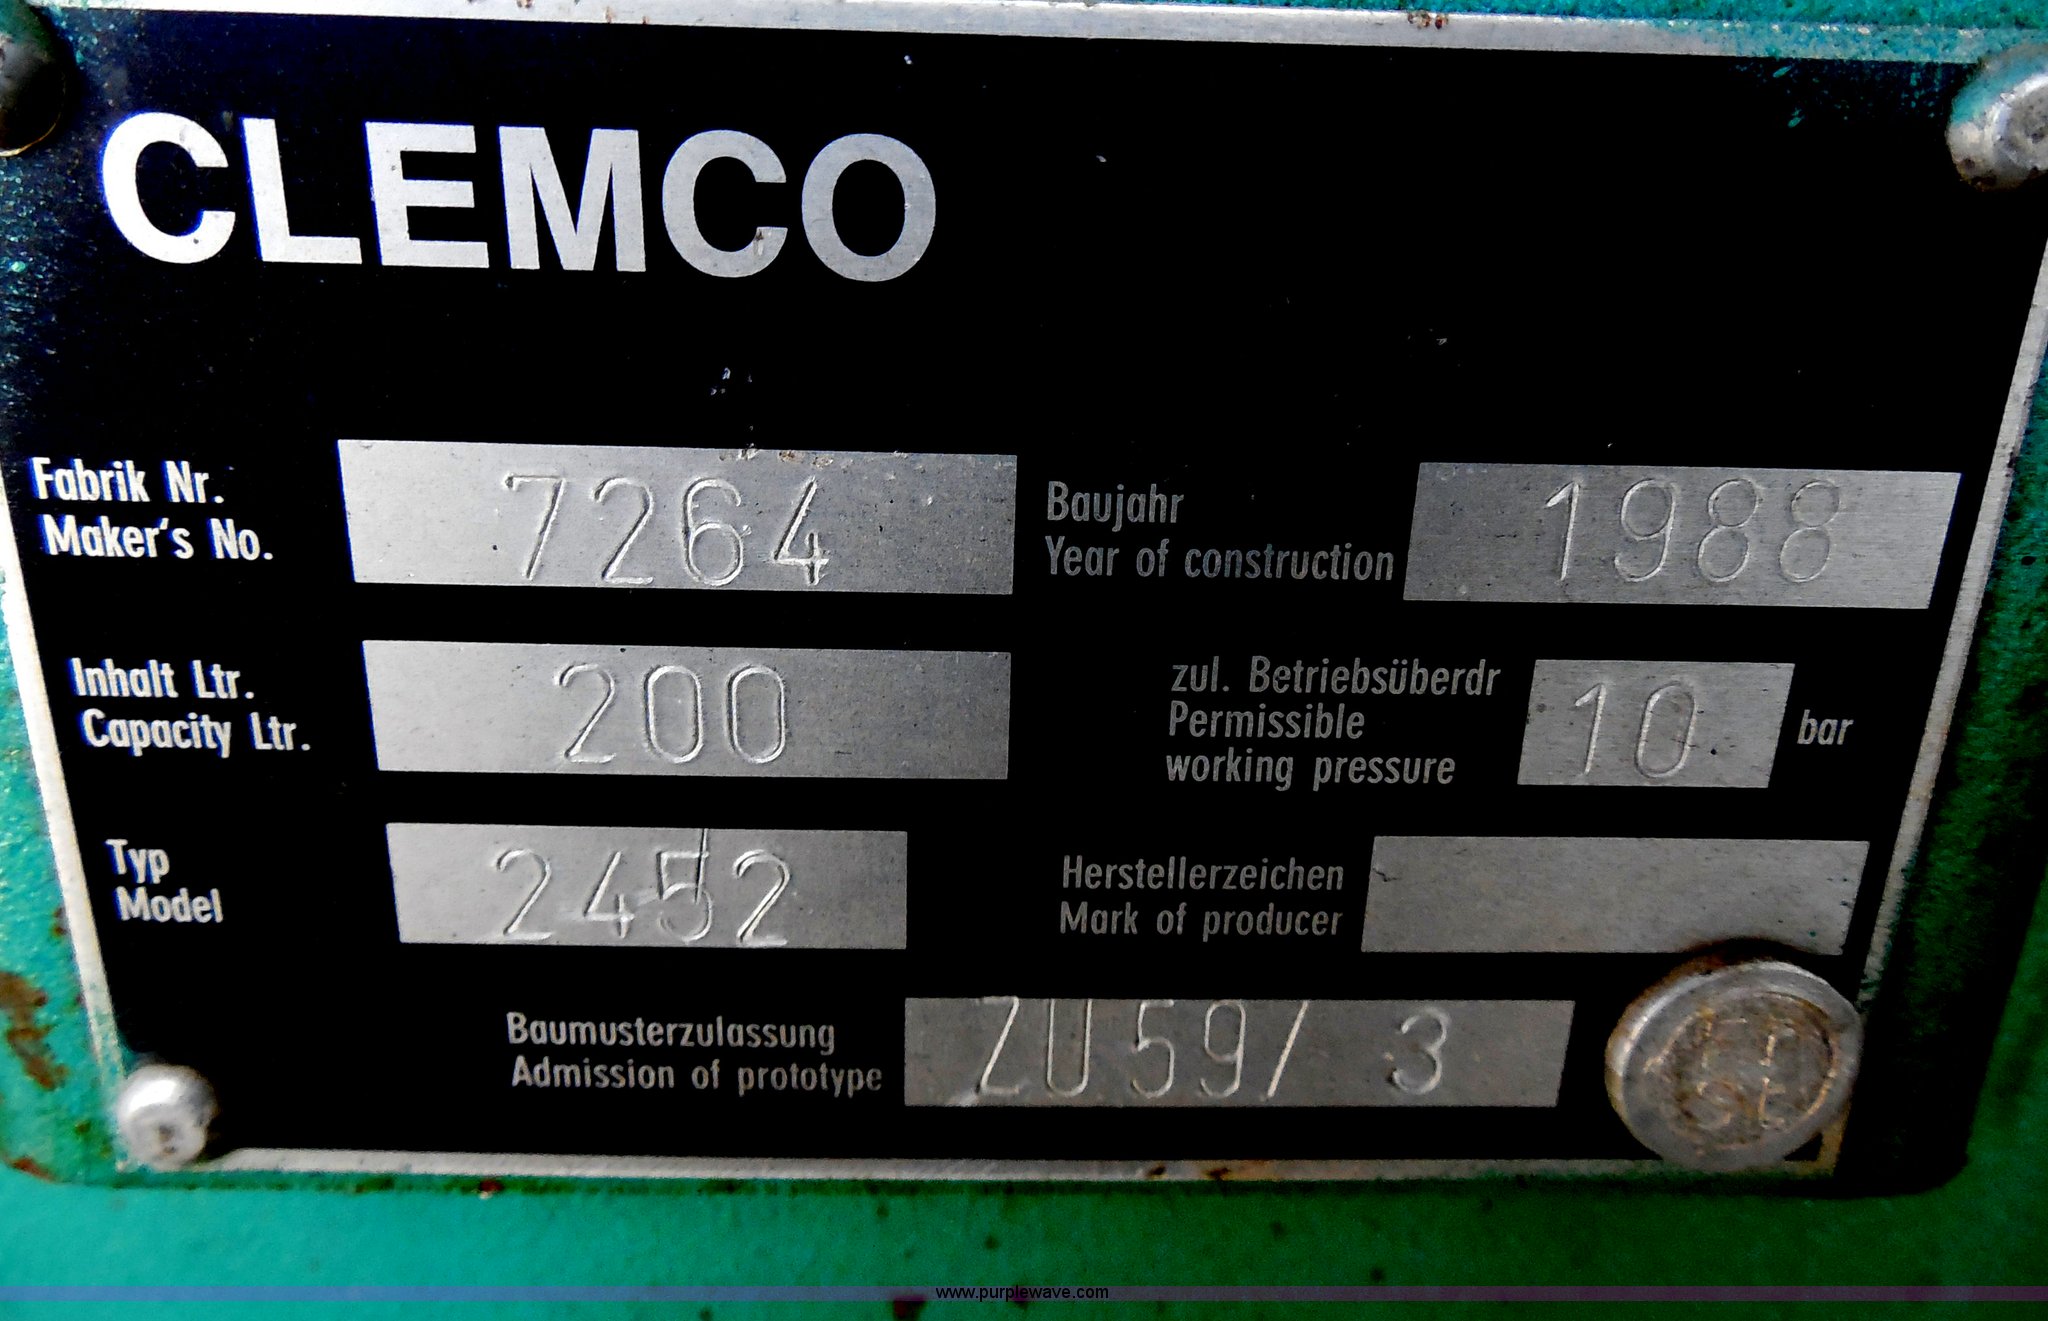 CLEMCO
Fabrik Nr.
Maker's No.
7264
Baujahr
Year of construction
1988
Inhalt Ltr.
Capacity Ltr.
200
zul. Betriebsüberdr
Permissible
working pressure
10
bar
Typ
Model
2452
Herstellerzeichen
Mark of producer
Baumusterzulassung
Admission of prototype
ZU 59/ 3
www.purplewave.com